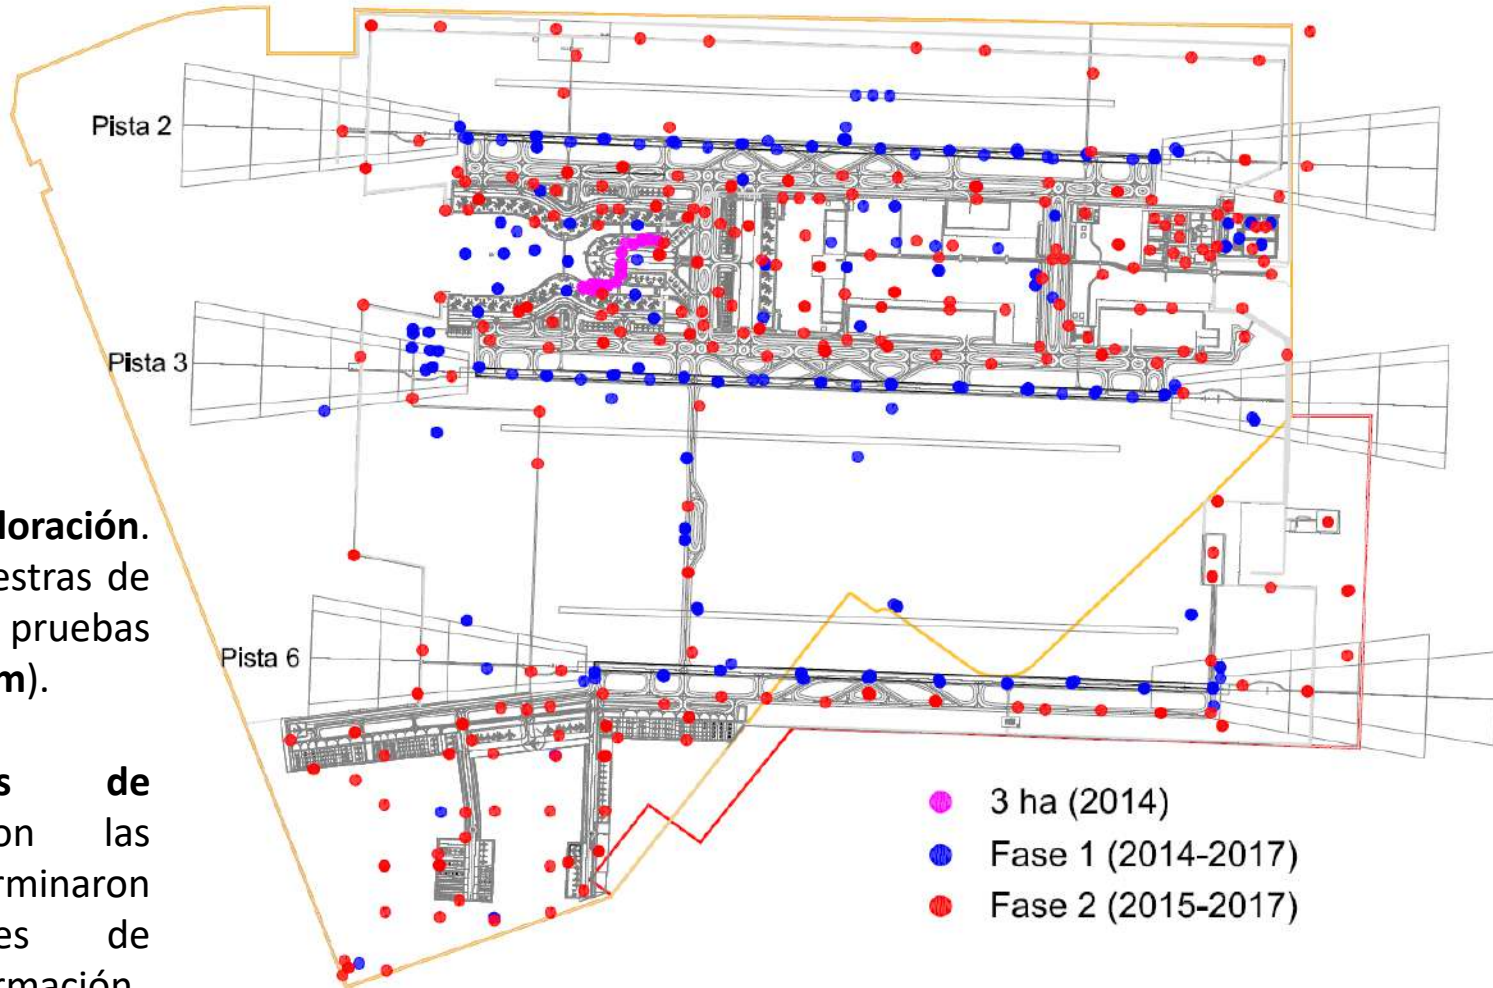 Pista 2
Pista 3
loración.
estras de
pruebas
m).
Pista 6
s de
on las
rminaron
es de
rmación
3 ha (2014)
Fase 1 (2014-2017)
Fase 2 (2015-2017)